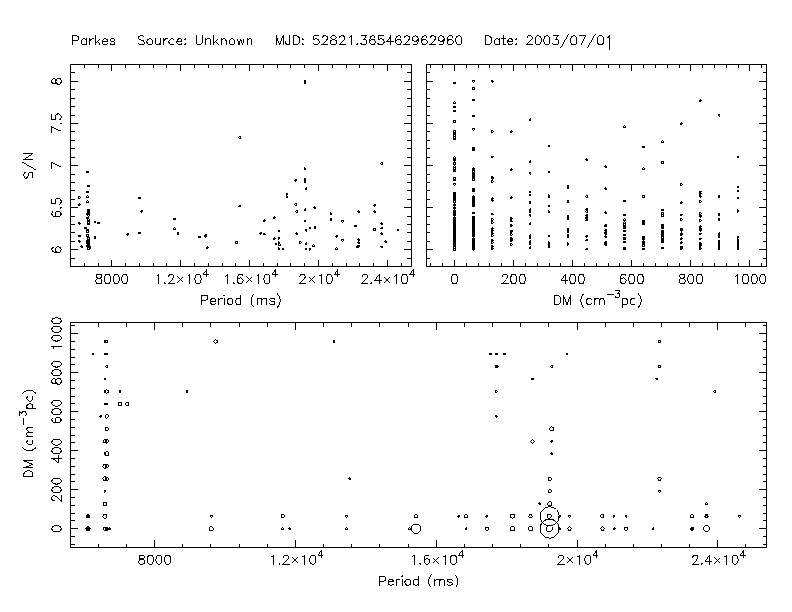 Parkes Source: Unknown MJD: 52821.365462962960 Date: 2003/07/01
S/N
8
7.5
7
6.5
6
8000 1.2×10⁴ 1.6×10⁴ 2×10⁴ 2.4×10⁴
Period (ms)
0 200 400 600 800 1000
DM (cm⁻³pc)
DM (cm⁻³pc)
1000
800
600
400
200
0
8000 1.2×10⁴ 1.6×10⁴ 2×10⁴ 2.4×10⁴
Period (ms)